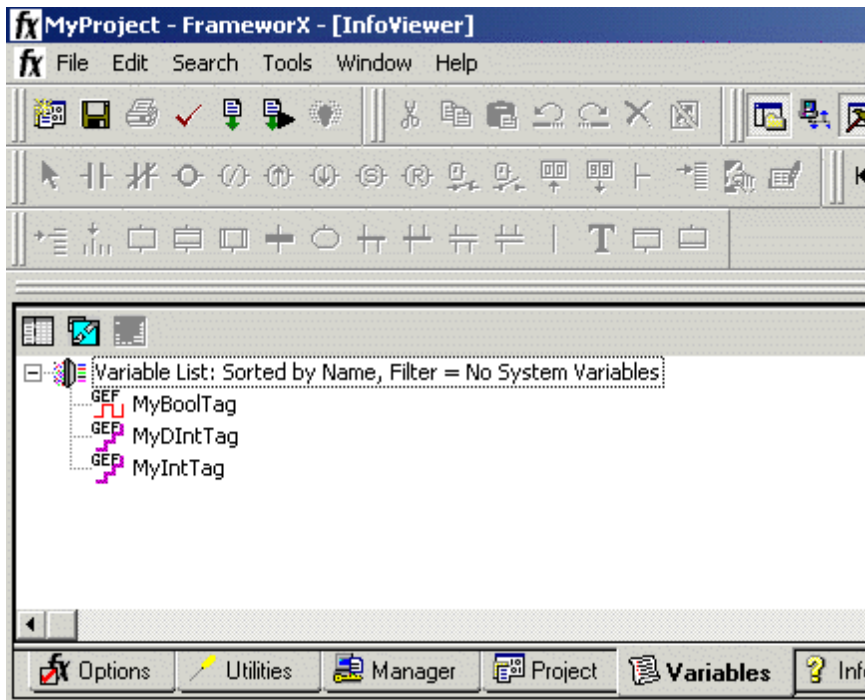 fx MyProject - FrameworX - [InfoViewer]
fx File Edit Search Tools Window Help
T
Variable List: Sorted by Name, Filter = No System Variables
GEF MyBoolTag
GEF MyDIntTag
GEF MyIntTag
fx Options Utilities Manager Project Variables ? Inf